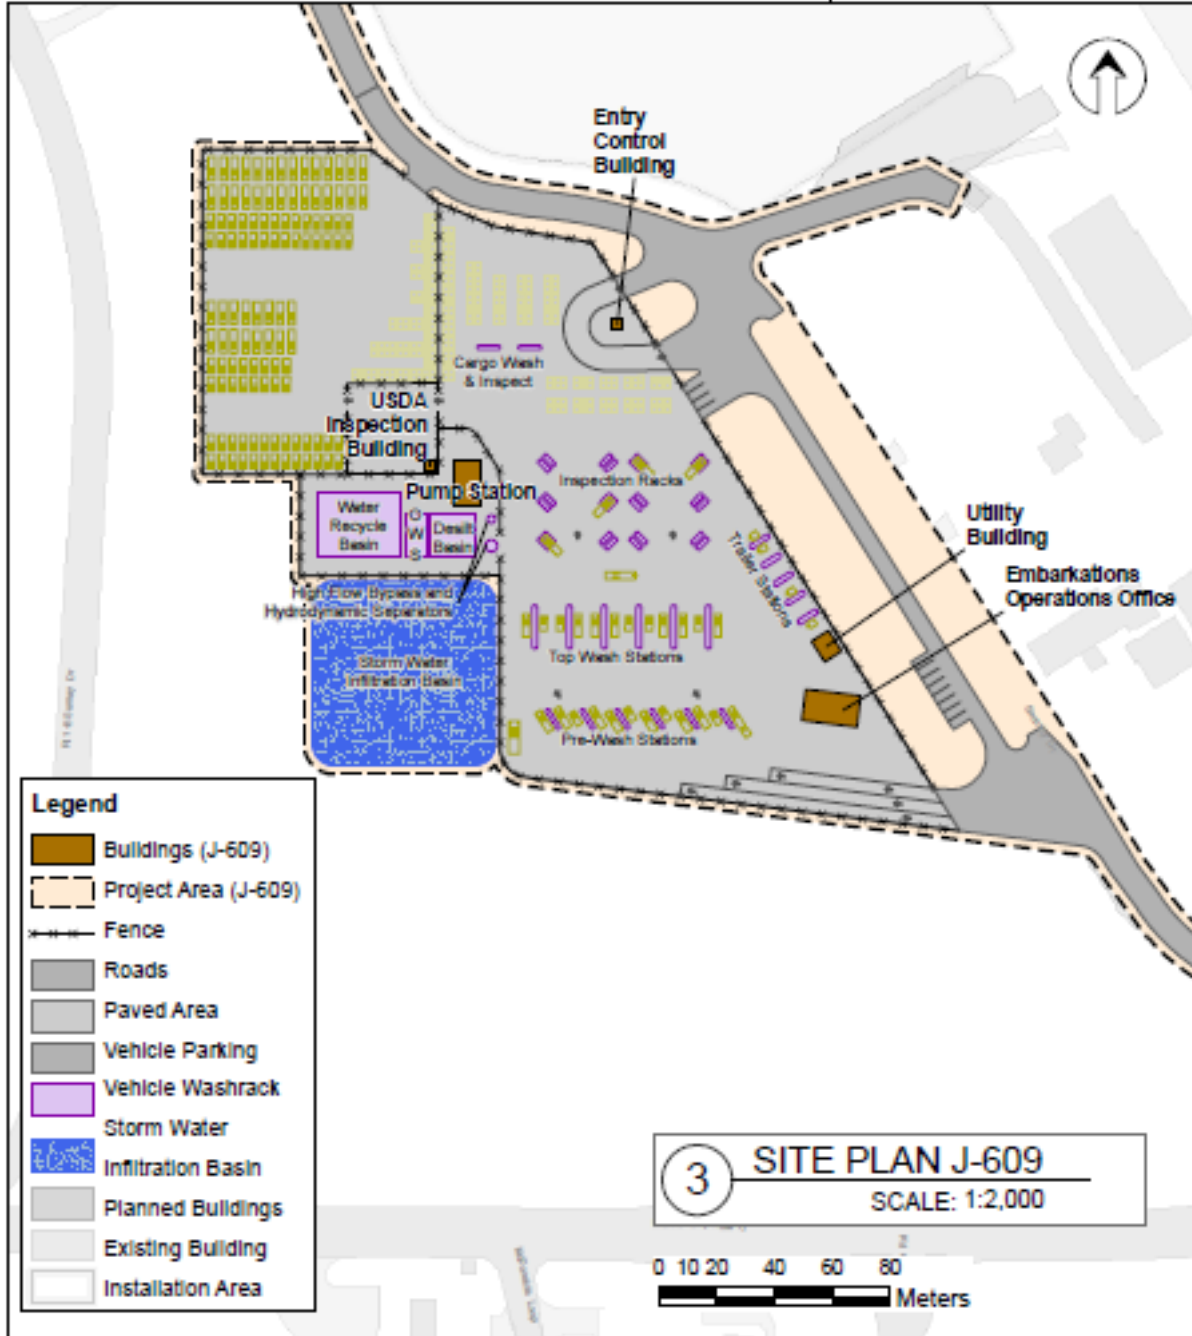 Entry
Control
Building
Cargo Wash
& Inspect
USDA
Inspection
Building
Pump Station
Inspection Racks
Water
Recycle
Basin
O
W
S
Desilt
Basin
High Flow Bypass and
Hydrodynamic Separators
Storm Water
Infiltration Basin
Trailer Stations
Utility
Building
Embarkations
Operations Office
Top Wash Stations
Pre-Wash Stations
Legend
Buildings (J-609)
Project Area (J-609)
Fence
Roads
Paved Area
Vehicle Parking
Vehicle Washrack
Storm Water
Infiltration Basin
Planned Buildings
Existing Building
Installation Area
3
SITE PLAN J-609
SCALE: 1:2,000
0 10 20 40 60 80
Meters